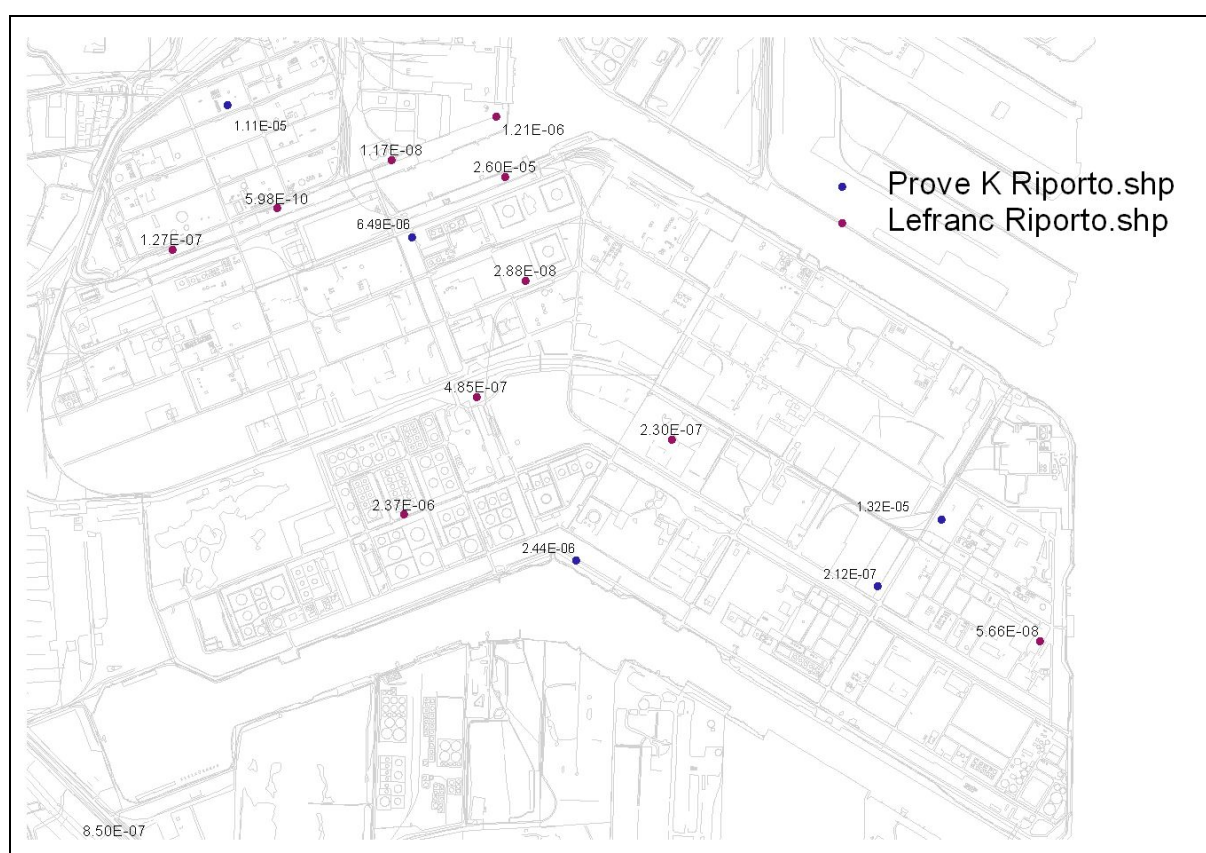 1.11E-05
1.21E-06
1.17E-08
2.60E-05
Prove K Riporto.shp
5.98E-10
Lefranc Riporto.shp
6.49E-06
1.27E-07
2.88E-08
4.85E-07
2.30E-07
2.37E-06
1.32E-05
2.44E-06
2.12E-07
5.66E-08
8.50E-07